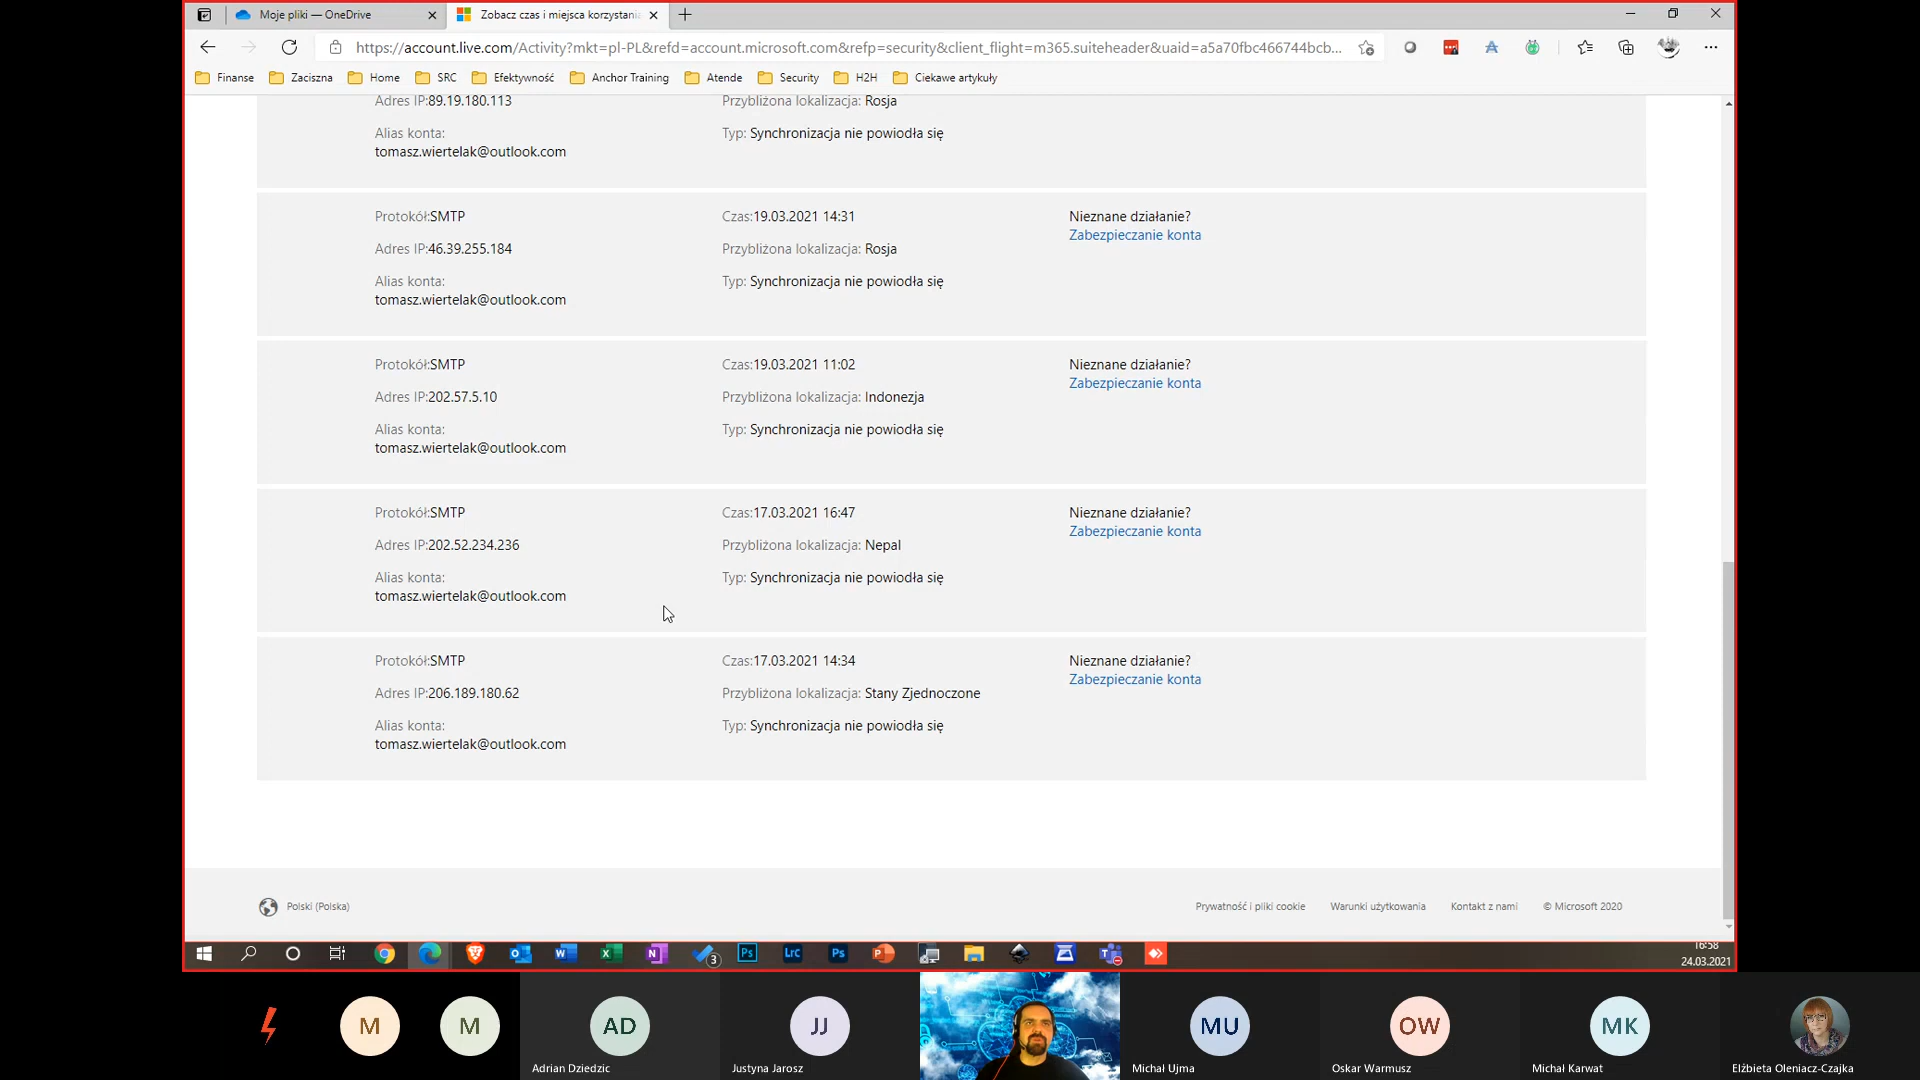 Moje pliki — OneDrive
Zobacz czas i miejsca korzystania
https://account.live.com/Activity?mkt=pl-PL&refd=account.microsoft.com&refp=security&client_flight=m365.suiteheader&uaid=a5a70fbc466744bcb...
Finanse Zaciszna Home SRC Efektywność Anchor Training Atende Security H2H Ciekawe artykuły
Adres IP:89.19.180.113 Przybliżona lokalizacja: Rosja
Alias konta: Typ: Synchronizacja nie powiodła się
tomasz.wiertelak@outlook.com
Protokół:SMTP Czas:19.03.2021 14:31 Nieznane działanie?
Zabezpieczanie konta
Adres IP:46.39.255.184 Przybliżona lokalizacja: Rosja
Alias konta: Typ: Synchronizacja nie powiodła się
tomasz.wiertelak@outlook.com
Protokół:SMTP Czas:19.03.2021 11:02 Nieznane działanie?
Zabezpieczanie konta
Adres IP:202.57.5.10 Przybliżona lokalizacja: Indonezja
Alias konta: Typ: Synchronizacja nie powiodła się
tomasz.wiertelak@outlook.com
Protokół:SMTP Czas:17.03.2021 16:47 Nieznane działanie?
Zabezpieczanie konta
Adres IP:202.52.234.236 Przybliżona lokalizacja: Nepal
Alias konta: Typ: Synchronizacja nie powiodła się
tomasz.wiertelak@outlook.com
Protokół:SMTP Czas:17.03.2021 14:34 Nieznane działanie?
Zabezpieczanie konta
Adres IP:206.189.180.62 Przybliżona lokalizacja: Stany Zjednoczone
Alias konta: Typ: Synchronizacja nie powiodła się
tomasz.wiertelak@outlook.com
Polski (Polska) Prywatność i pliki cookie Warunki użytkowania Kontakt z nami © Microsoft 2020
3 Ps LrC Ps
16:58
24.03.2021
M M AD JJ MU OW MK
Adrian Dziedzic Justyna Jarosz Michał Ujma Oskar Warmusz Michał Karwat Elżbieta Oleniacz-Czajka